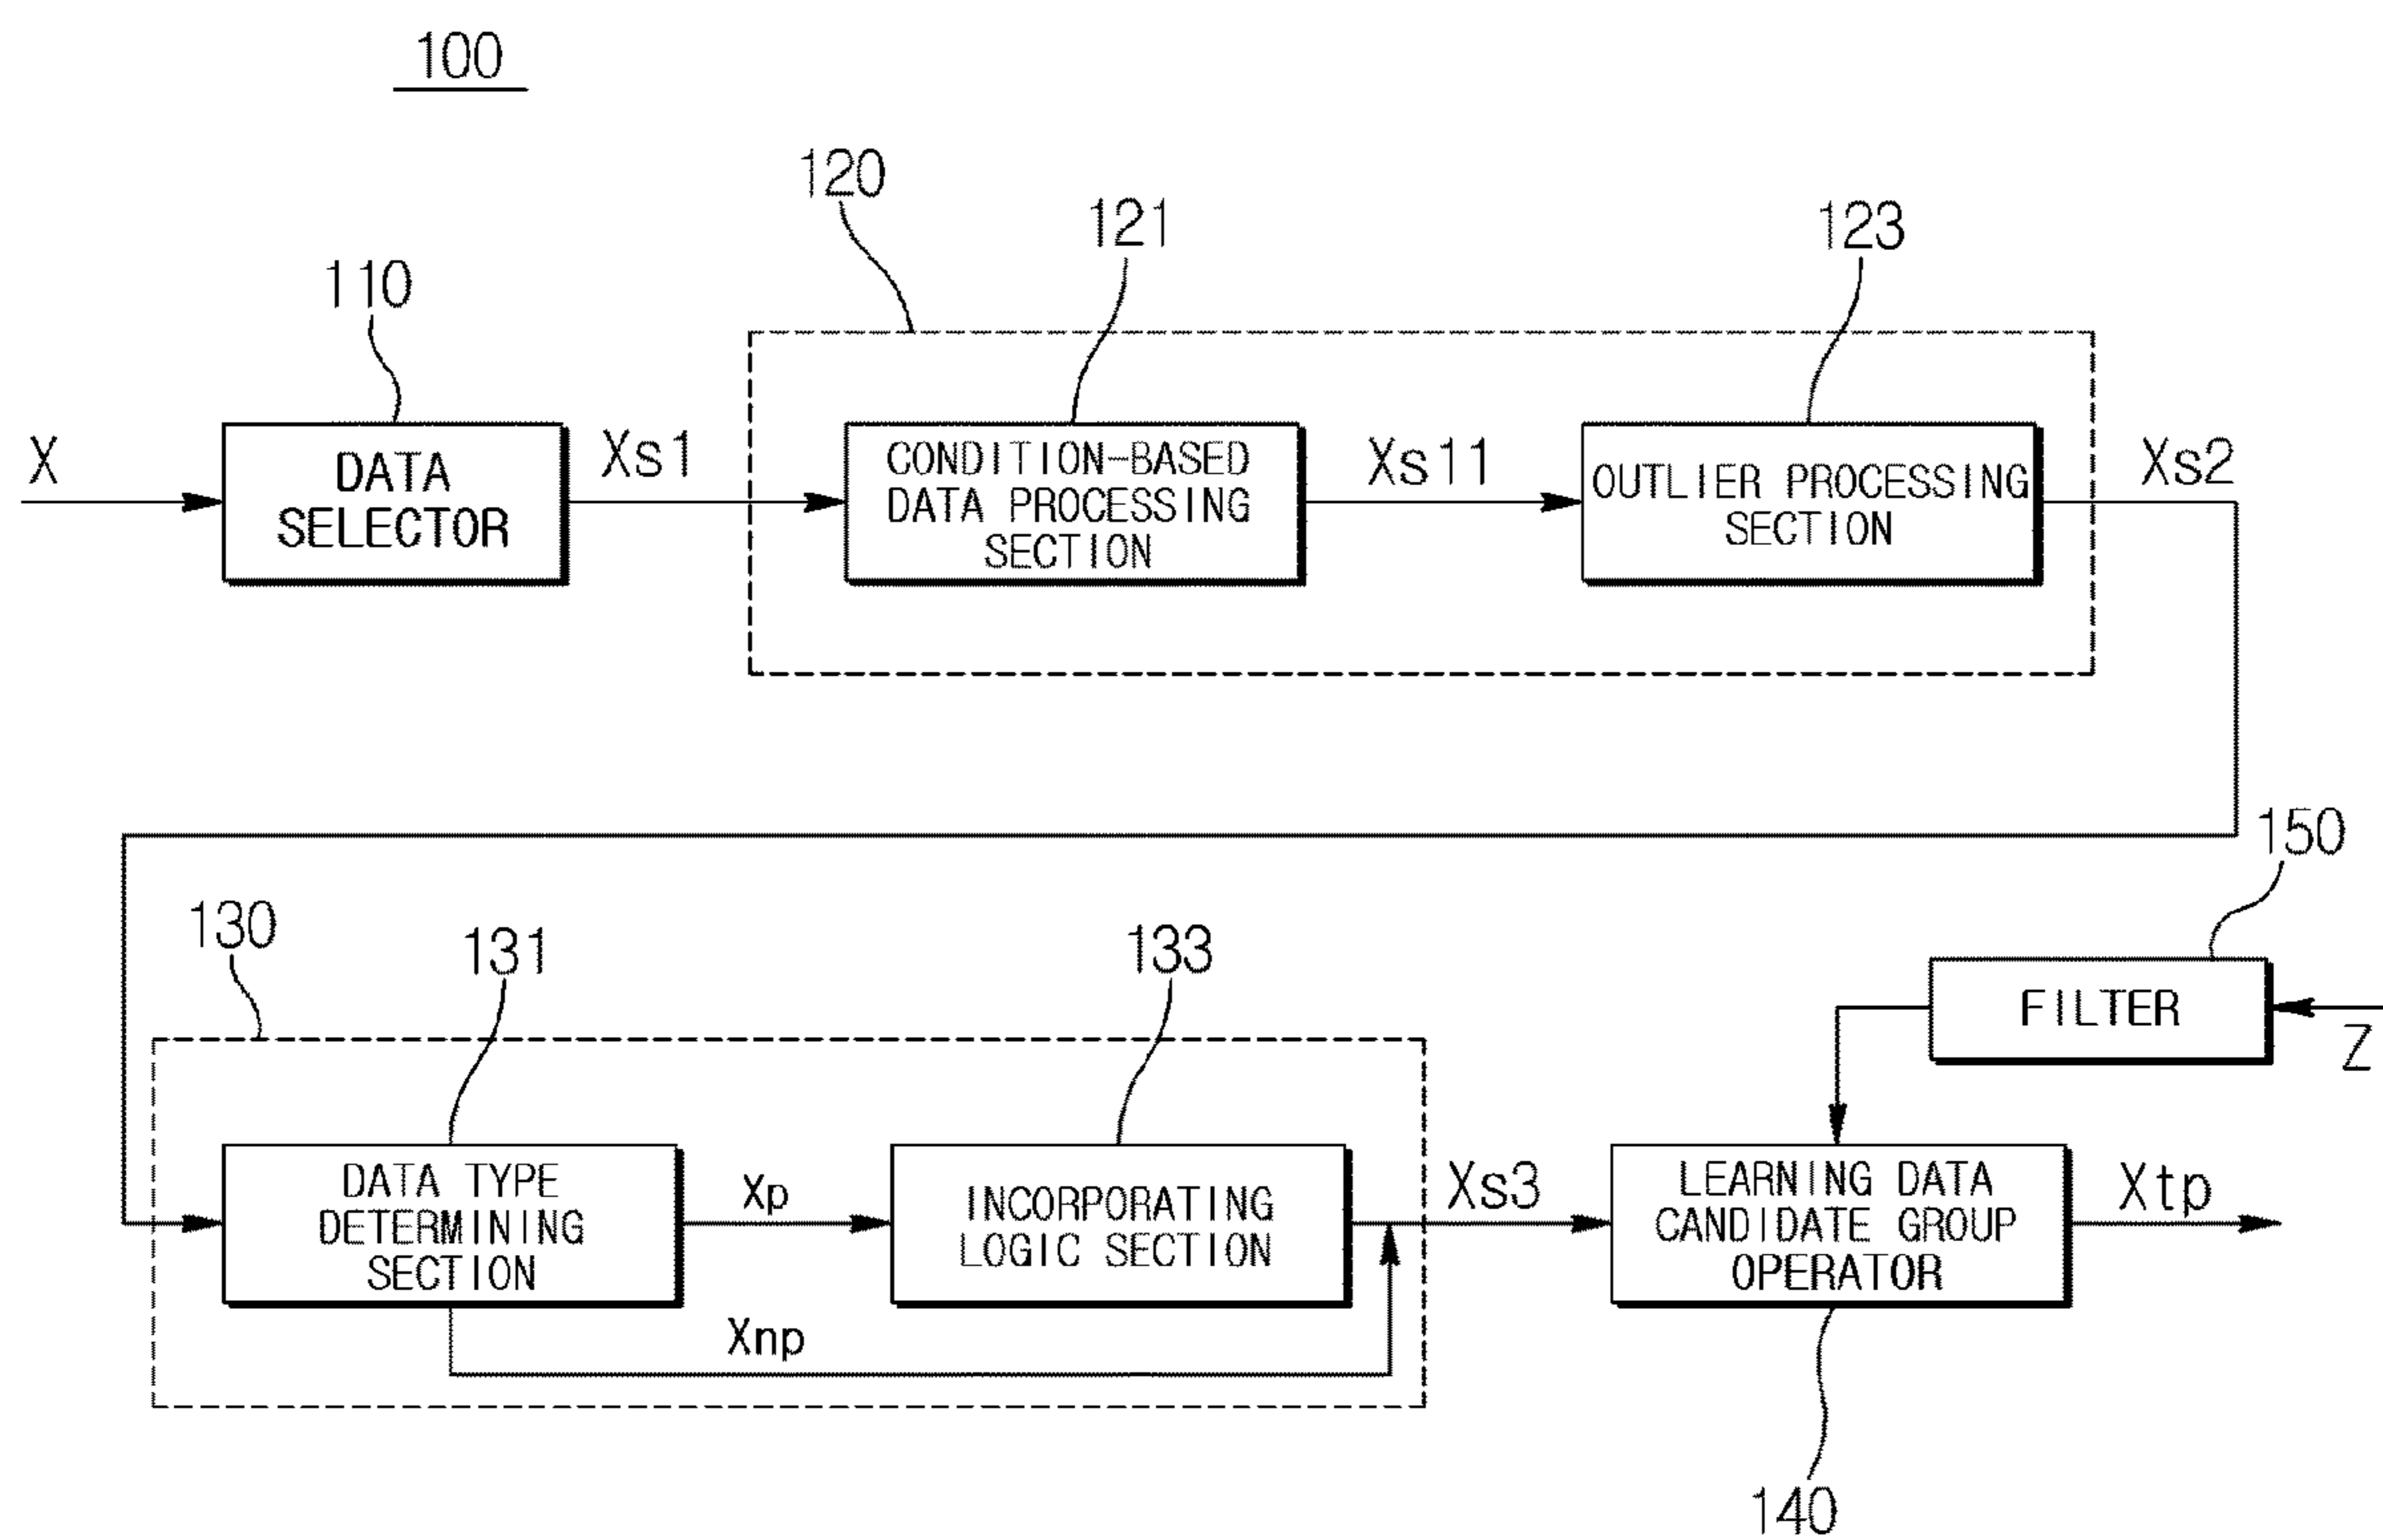 100
120
121
123
110
X
DATA
SELECTOR
Xs1
CONDITION-BASED
DATA PROCESSING
SECTION
Xs11
OUTLIER PROCESSING
SECTION
Xs2
150
130
131
133
FILTER
Z
DATA TYPE
DETERMINING
SECTION
Xp
INCORPORATING
LOGIC SECTION
Xs3
LEARNING DATA
CANDIDATE GROUP
OPERATOR
Xtp
Xnp
140